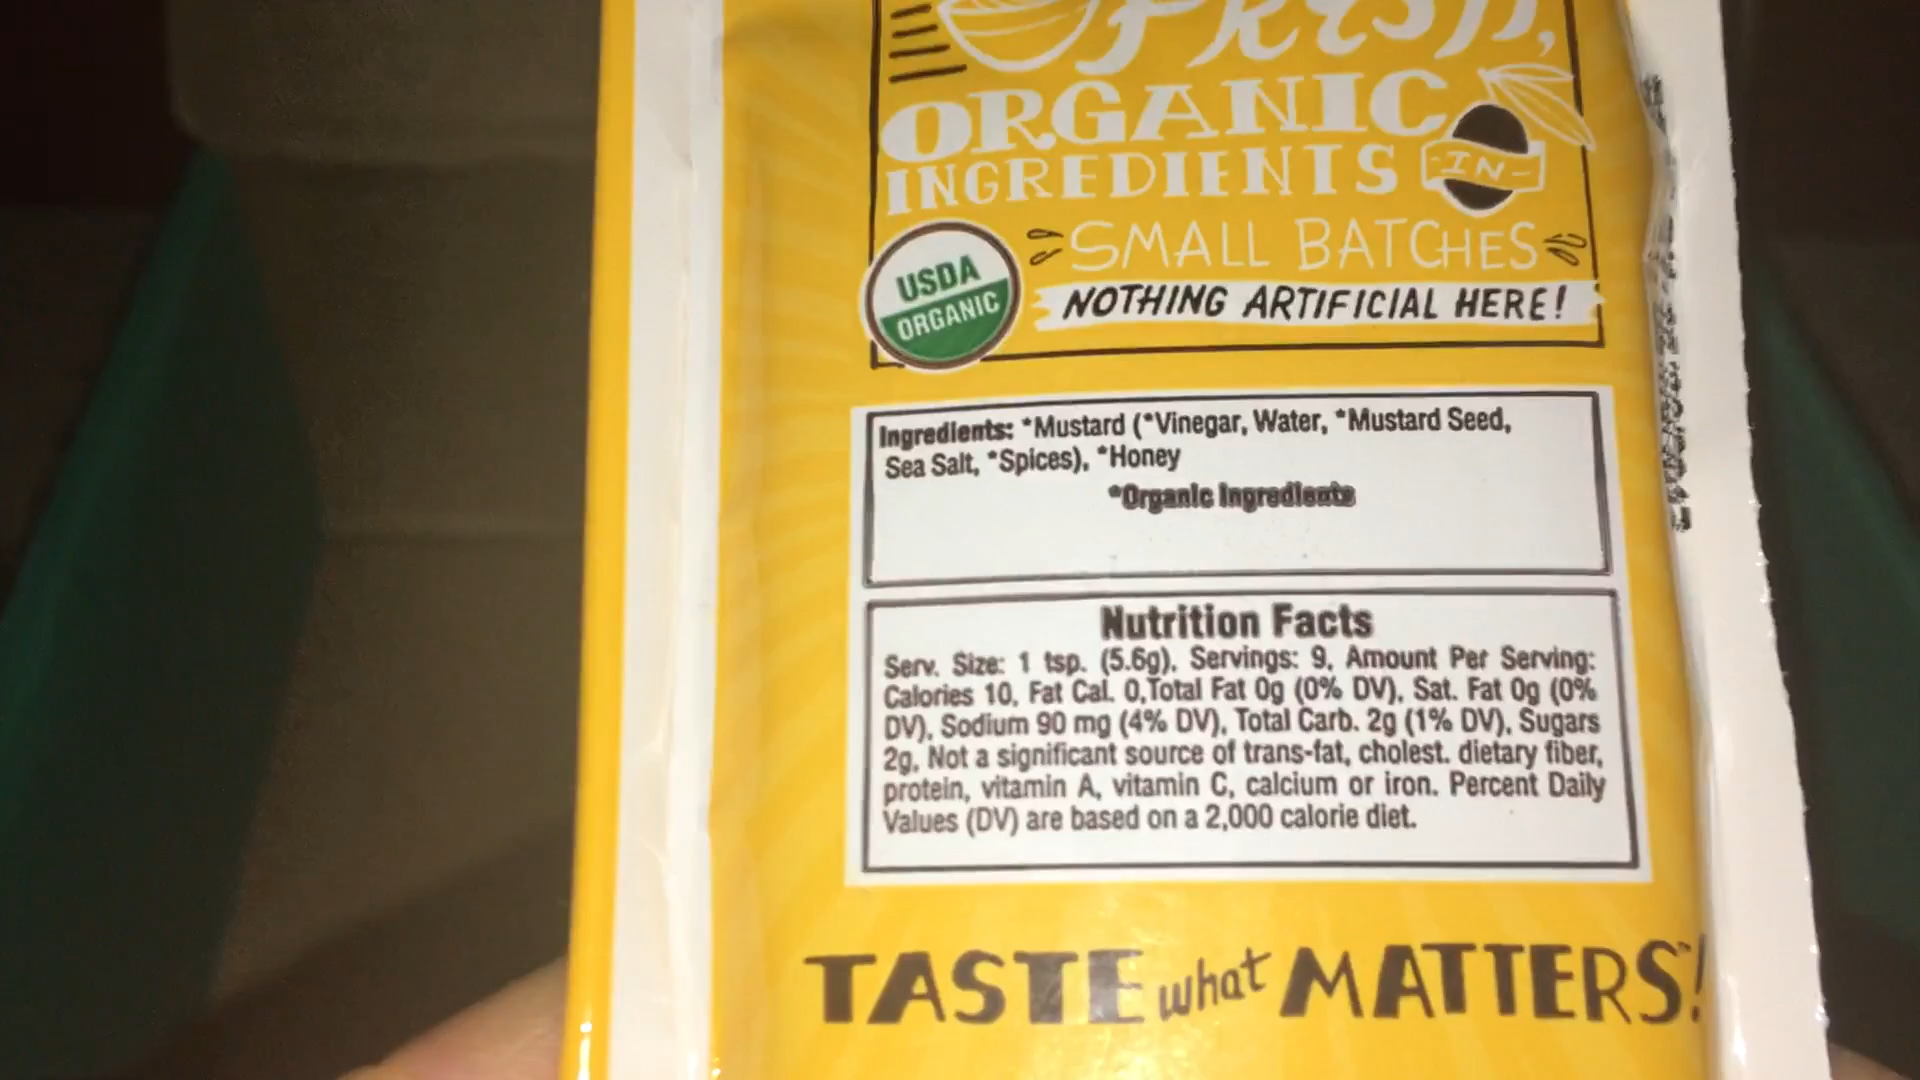 Fresh,
ORGANIC
INGREDIENTS -IN-
SMALL BATCHES
NOTHING ARTIFICIAL HERE!
USDA
ORGANIC
Ingredients: *Mustard (*Vinegar, Water, *Mustard Seed,
Sea Salt, *Spices), *Honey
*Organic Ingredients
Nutrition Facts
Serv. Size: 1 tsp. (5.6g), Servings: 9, Amount Per Serving:
Calories 10, Fat Cal. 0,Total Fat 0g (0% DV), Sat. Fat 0g (0%
DV), Sodium 90 mg (4% DV), Total Carb. 2g (1% DV), Sugars
2g, Not a significant source of trans-fat, cholest. dietary fiber,
protein, vitamin A, vitamin C, calcium or iron. Percent Daily
Values (DV) are based on a 2,000 calorie diet.
TASTE what MATTERS™!